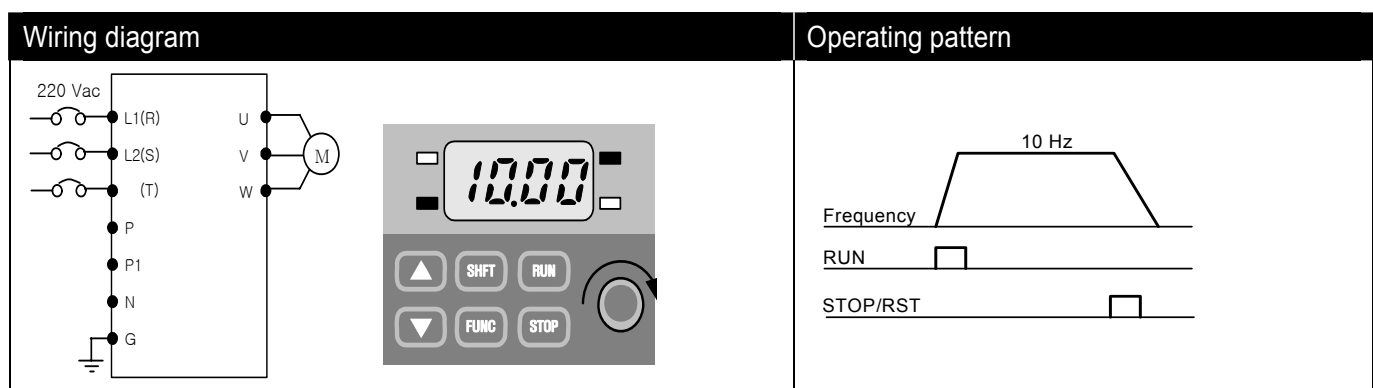 Wiring diagram
Operating pattern
220 Vac
L1(R)
U
L2(S)
V
M
(T)
W
P
P1
N
G
10.00
SHFT
RUN
FUNC
STOP
10 Hz
Frequency
RUN
STOP/RST